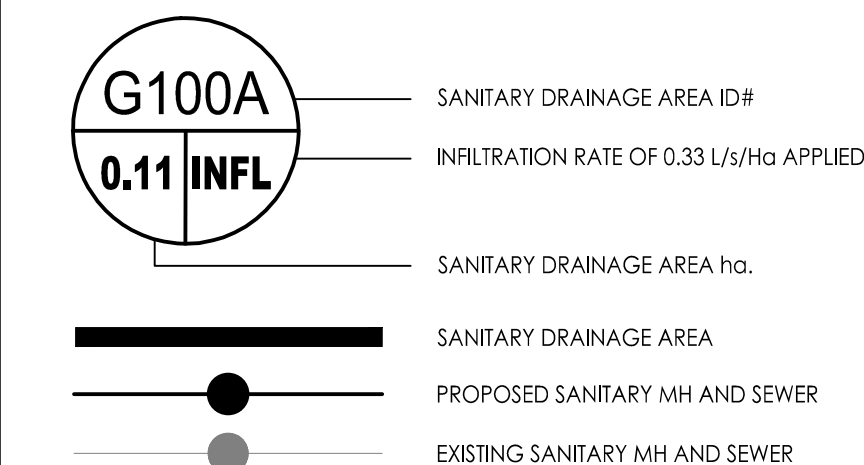 G100A
SANITARY DRAINAGE AREA ID#
0.11 INFL
INFILTRATION RATE OF 0.33 L/s/Ha APPLIED
SANITARY DRAINAGE AREA ha.
SANITARY DRAINAGE AREA
PROPOSED SANITARY MH AND SEWER
EXISTING SANITARY MH AND SEWER